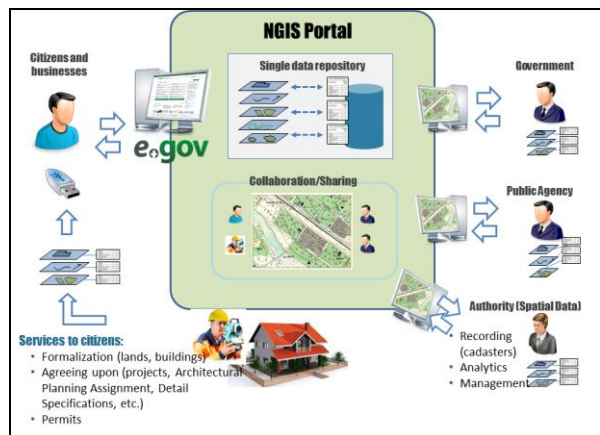 NGIS Portal
Citizens and
businesses
Single data repository
Government
e.gov
Collaboration/Sharing
Public Agency
Authority (Spatial Data)
• Recording
(cadasters)
• Analytics
• Management
Services to citizens:
• Formalization (lands, buildings)
• Agreeing upon (projects, Architectural
Planning Assignment, Detail
Specifications, etc.)
• Permits